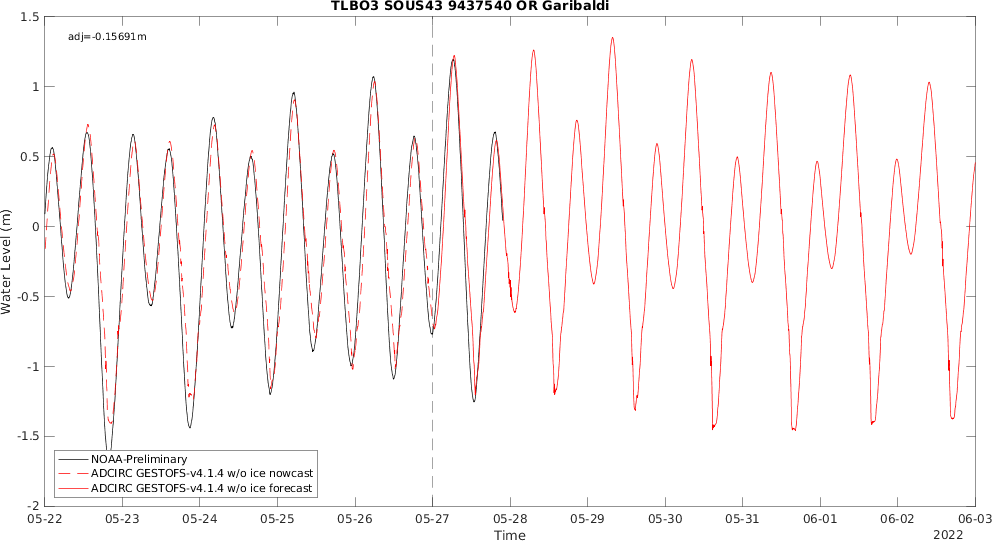 TLBO3 SOUS43 9437540 OR Garibaldi
adj=-0.15691m
1.5
1
0.5
0
-0.5
-1
-1.5
-2
Water Level (m)
NOAA-Preliminary
ADCIRC GESTOFS-v4.1.4 w/o ice nowcast
ADCIRC GESTOFS-v4.1.4 w/o ice forecast
05-22 05-23 05-24 05-25 05-26 05-27 05-28 05-29 05-30 05-31 06-01 06-02 06-03
Time
2022